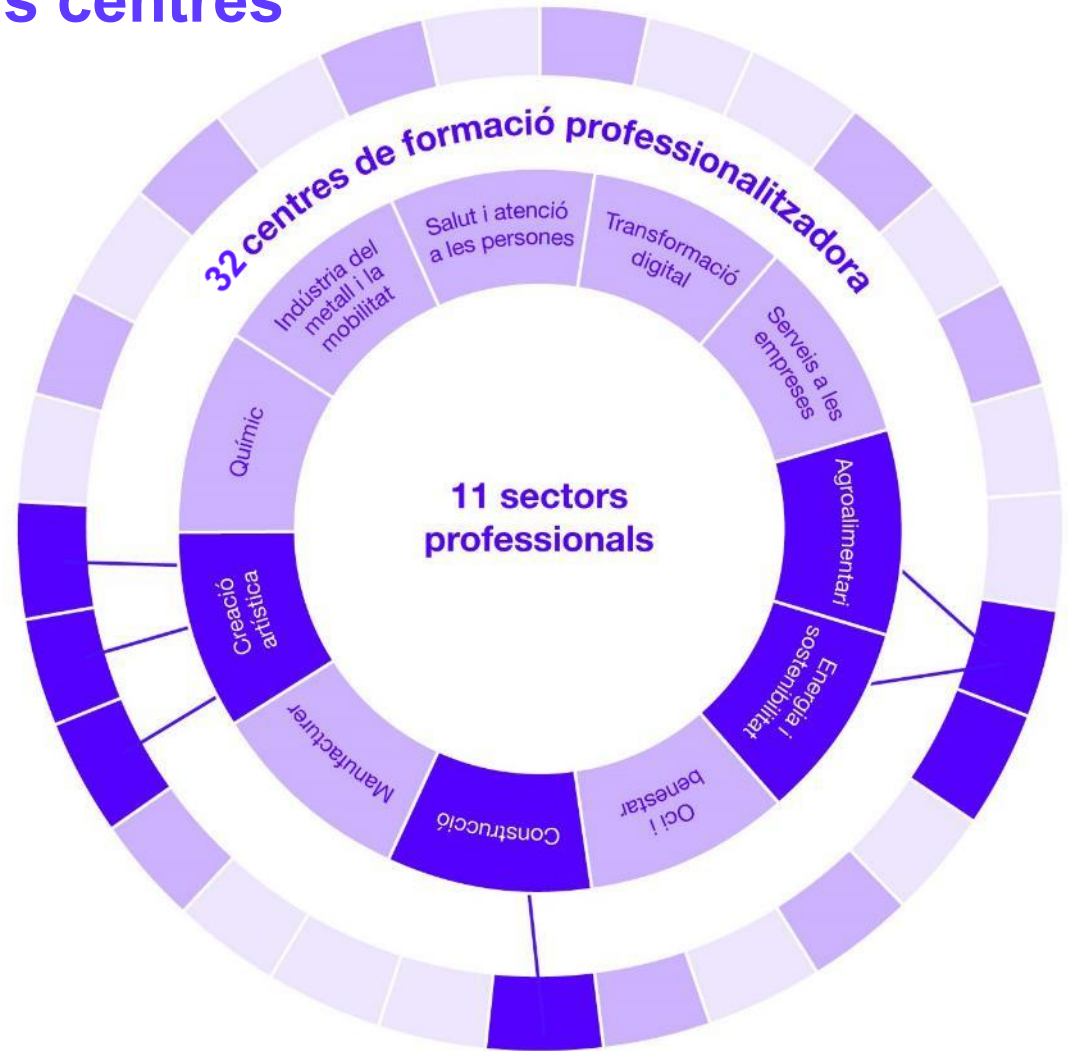 s centres
32 centres de formació professionalitzadora
Salut i atenció
a les persones
Transformació
digital
Serveis a les
empreses
Agroalimentari
Energia i
sostenibilitat
Oci i
benestar
Construcció
Manufacturer
Creació
artística
Químic
Indústria del
metall i la
mobilitat
11 sectors
professionals